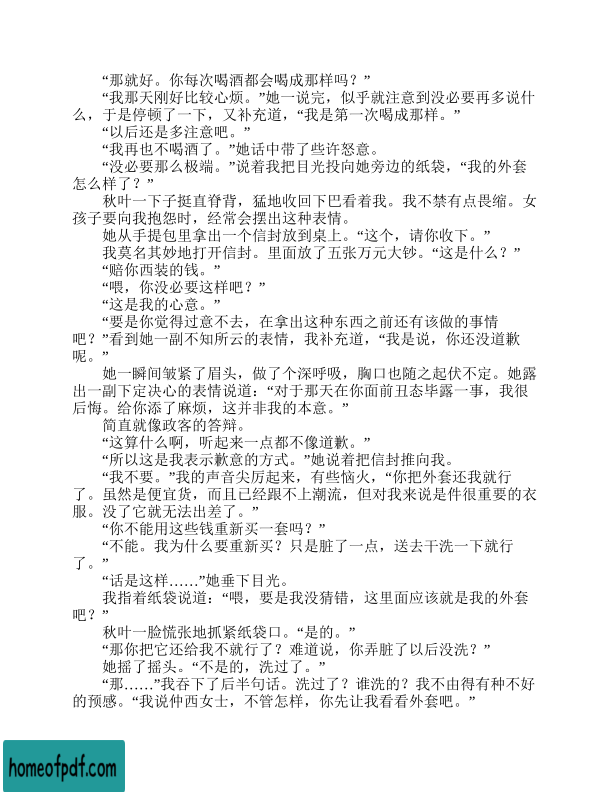 “那就好。你每次喝酒都会喝成那样吗？”
“我那天刚好比较心烦。”她一说完，似乎就注意到没必要再多说什
么，于是停顿了一下，又补充道，“我是第一次喝成那样。”
“以后还是多注意吧。”
“我再也不喝酒了。”她话中带了些许怒意。
“没必要那么极端。”说着我把目光投向她旁边的纸袋，“我的外套
怎么样了？”
秋叶一下子挺直脊背，猛地收回下巴看着我。我不禁有点畏缩。女
孩子要向我抱怨时，经常会摆出这种表情。
她从手提包里拿出一个信封放到桌上。“这个，请你收下。”
我莫名其妙地打开信封。里面放了五张万元大钞。“这是什么？”
“赔你西装的钱。”
“喂，你没必要这样吧？”
“这是我的心意。”
“要是你觉得过意不去，在拿出这种东西之前还有该做的事情
吧？”看到她一副不知所云的表情，我补充道，“我是说，你还没道歉
呢。”
她一瞬间皱紧了眉头，做了个深呼吸，胸口也随之起伏不定。她露
出一副下定决心的表情说道：“对于那天在你面前丑态毕露一事，我很
后悔。给你添了麻烦，这并非我的本意。”
简直就像政客的答辩。
“这算什么啊，听起来一点都不像道歉。”
“所以这是我表示歉意的方式。”她说着把信封推向我。
“我不要。”我的声音尖厉起来，有些恼火，“你把外套还我就行
了。虽然是便宜货，而且已经跟不上潮流，但对我来说是件很重要的衣
服。没了它就无法出差了。”
“你不能用这些钱重新买一套吗？”
“不能。我为什么要重新买？只是脏了一点，送去干洗一下就行
了。”
“话是这样……”她垂下目光。
我指着纸袋说道：“喂，要是我没猜错，这里面应该就是我的外套
吧？”
秋叶一脸慌张地抓紧纸袋口。“是的。”
“那你把它还给我不就行了？难道说，你弄脏了以后没洗？”
她摇了摇头。“不是的，洗过了。”
“那……”我吞下了后半句话。洗过了？谁洗的？我不由得有种不好
的预感。“我说仲西女士，不管怎样，你先让我看看外套吧。”
homeofpdf.com